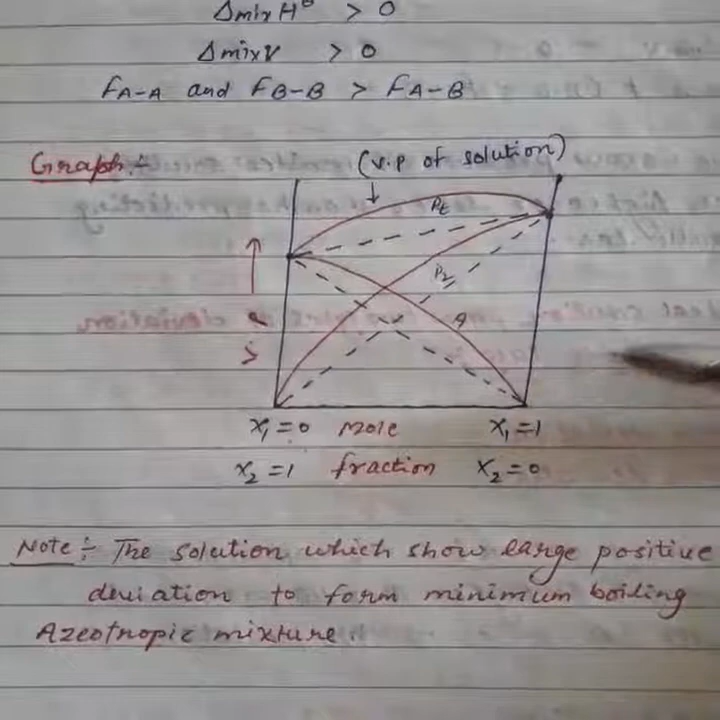 ΔmixH° > 0
ΔmixV > 0
FA-A and FB-B > FA-B
Graph:-
(v.p of solution)
Pt
P2
P
v.
x1=0 mole x1=1
x2=1 fraction x2=0
Note:- The solution which show large positive
deviation to form minimum boiling
Azeotropic mixture.